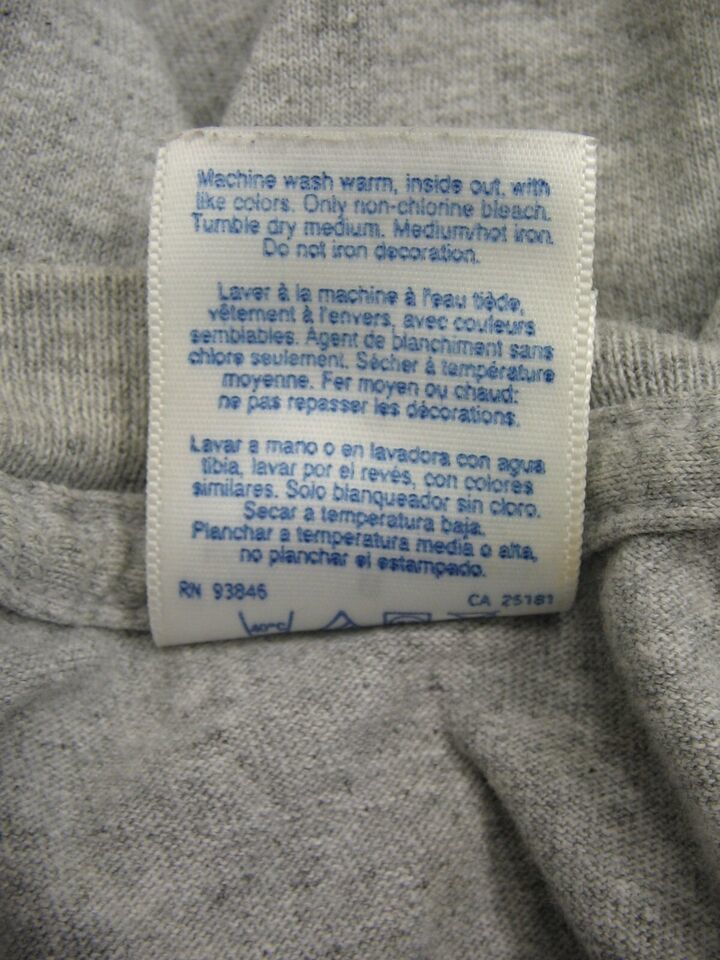 Machine wash warm, inside out, with
like colors. Only non-chlorine bleach.
Tumble dry medium. Medium/hot iron.
Do not iron decoration.
Laver à la machine à l'eau tiède,
vêtement à l'envers, avec couleurs
semblables. Agent de blanchiment sans
chlore seulement. Sécher à température
moyenne. Fer moyen ou chaud:
ne pas repasser les décorations.
Lavar a mano o en lavadora con agua
tibia, lavar por el revés, con colores
similares. Solo blanqueador sin cloro.
Secar a temperatura baja.
Planchar a temperatura media o alta,
no planchar el estampado.
RN 93846 CA 25181
40°C